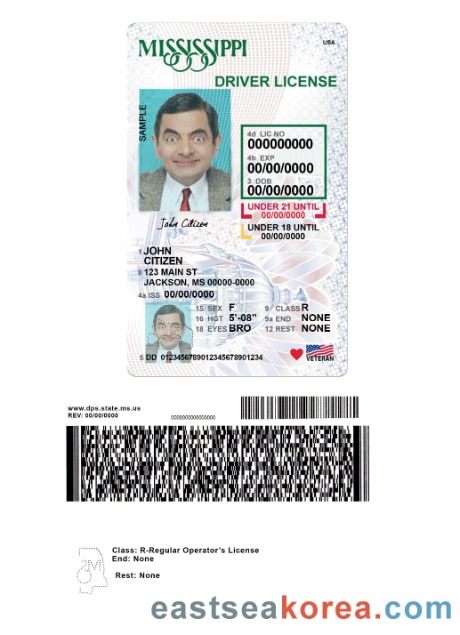 MISSISSIPPI
USA
DRIVER LICENSE
SAMPLE
4d LIC NO
000000000
4b EXP
00/00/0000
3 DOB
00/00/0000
UNDER 21 UNTIL
00/00/0000
UNDER 18 UNTIL
00/00/0000
John Citizen
1 JOHN
CITIZEN
8 123 MAIN ST
JACKSON, MS 00000-0000
4a ISS 00/00/0000
15 SEX F 9 CLASS R
16 HGT 5'-08" 9a END NONE
18 EYES BRO 12 REST NONE
VETERAN
5 DD 0123456789012345678901234
www.dps.state.ms.us
REV: 00/00/0000
Class: R-Regular Operator's License
End: None
Rest: None
eastseakorea.com